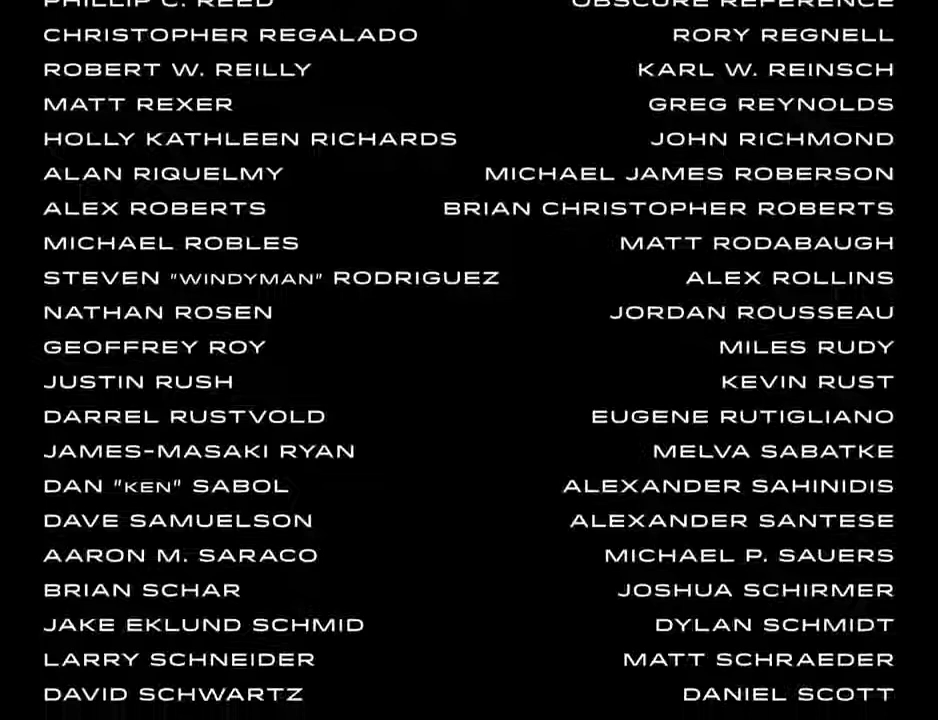 PHILLIP C. REED OBSCURE REFERENCE
CHRISTOPHER REGALADO RORY REGNELL
ROBERT W. REILLY KARL W. REINSCH
MATT REXER GREG REYNOLDS
HOLLY KATHLEEN RICHARDS JOHN RICHMOND
ALAN RIQUELMY MICHAEL JAMES ROBERSON
ALEX ROBERTS BRIAN CHRISTOPHER ROBERTS
MICHAEL ROBLES MATT RODABAUGH
STEVEN "WINDYMAN" RODRIGUEZ ALEX ROLLINS
NATHAN ROSEN JORDAN ROUSSEAU
GEOFFREY ROY MILES RUDY
JUSTIN RUSH KEVIN RUST
DARREL RUSTVOLD EUGENE RUTIGLIANO
JAMES-MASAKI RYAN MELVA SABATKE
DAN "KEN" SABOL ALEXANDER SAHINIDIS
DAVE SAMUELSON ALEXANDER SANTESE
AARON M. SARACO MICHAEL P. SAUERS
BRIAN SCHAR JOSHUA SCHIRMER
JAKE EKLUND SCHMID DYLAN SCHMIDT
LARRY SCHNEIDER MATT SCHRAEDER
DAVID SCHWARTZ DANIEL SCOTT